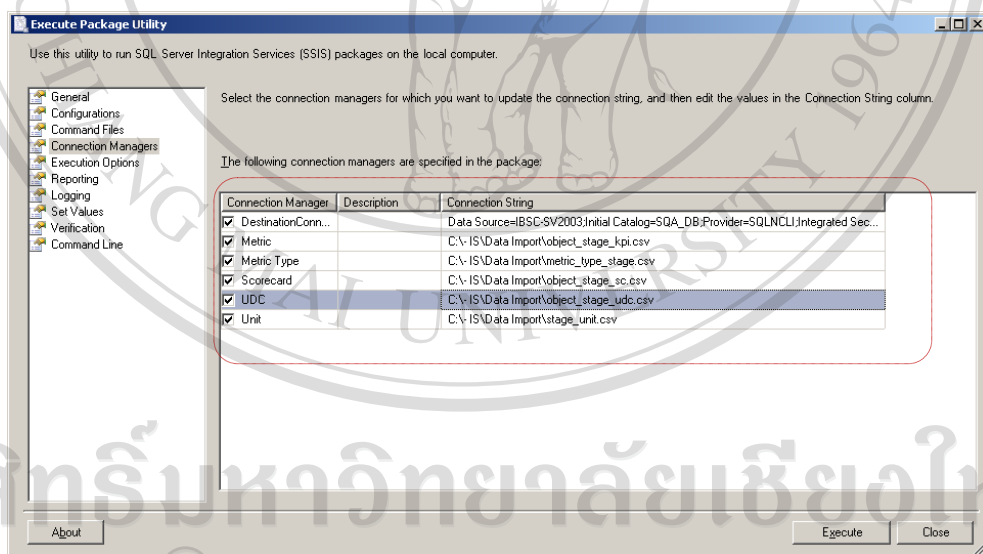 Execute Package Utility
Use this utility to run SQL Server Integration Services (SSIS) packages on the local computer.
General
Configurations
Command Files
Connection Managers
Execution Options
Reporting
Logging
Set Values
Verification
Command Line
Select the connection managers for which you want to update the connection string, and then edit the values in the Connection String column.
The following connection managers are specified in the package:
Connection Manager Description Connection String
DestinationConn... Data Source=IBSC-SV2003;Initial Catalog=SQA_DB;Provider=SQLNCLI;Integrated Sec...
Metric C:\- IS\Data Import\object_stage_kpi.csv
Metric Type C:\- IS\Data Import\metric_type_stage.csv
Scorecard C:\- IS\Data Import\object_stage_sc.csv
UDC C:\- IS\Data Import\object_stage_udc.csv
Unit C:\- IS\Data Import\stage_unit.csv
About Execute Close
MAI UNIVERSITY 1964